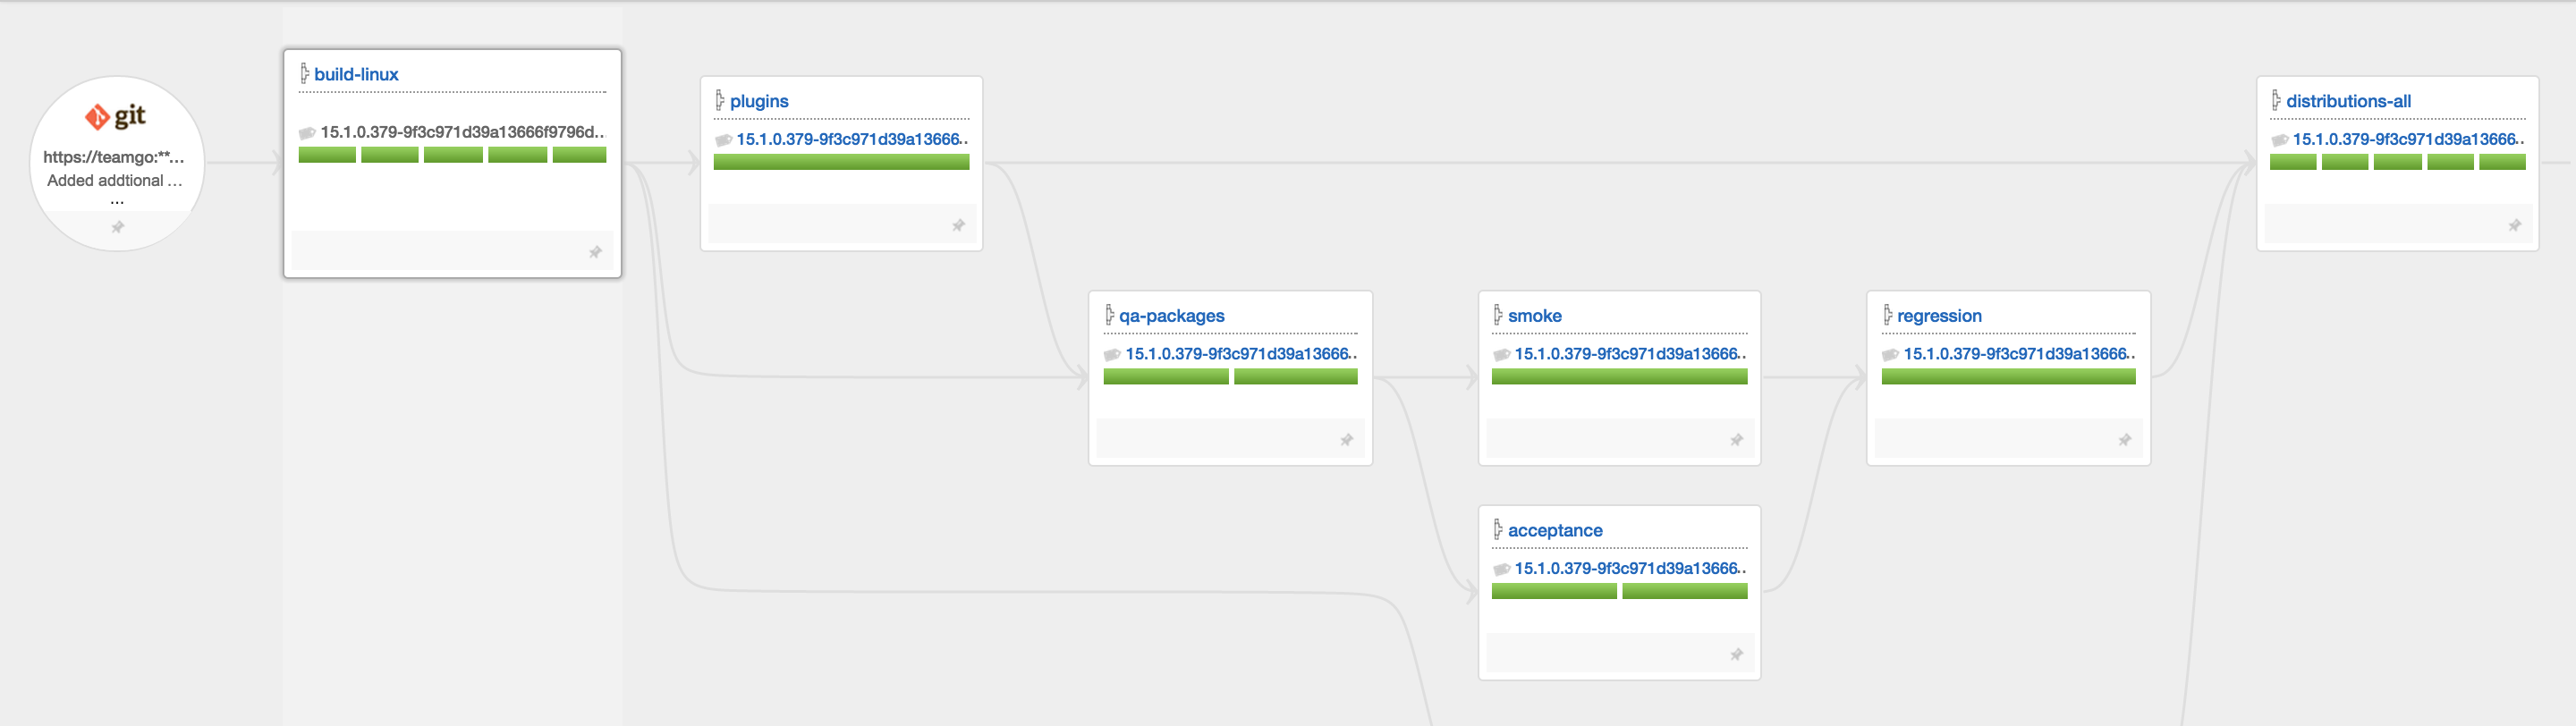 git
https://teamgo:**...
Added addtional ...
...
build-linux
15.1.0.379-9f3c971d39a13666f9796d..
plugins
15.1.0.379-9f3c971d39a13666..
qa-packages
15.1.0.379-9f3c971d39a13666..
smoke
15.1.0.379-9f3c971d39a13666..
acceptance
15.1.0.379-9f3c971d39a13666..
regression
15.1.0.379-9f3c971d39a13666..
distributions-all
15.1.0.379-9f3c971d39a13666..